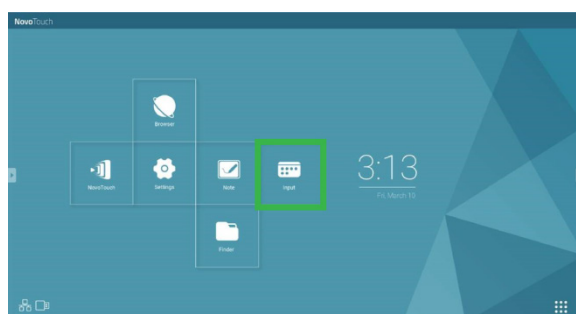 NovoTouch
Browser
NovoTouch
Settings
Note
Input
Finder
3:13
Fri, March 10